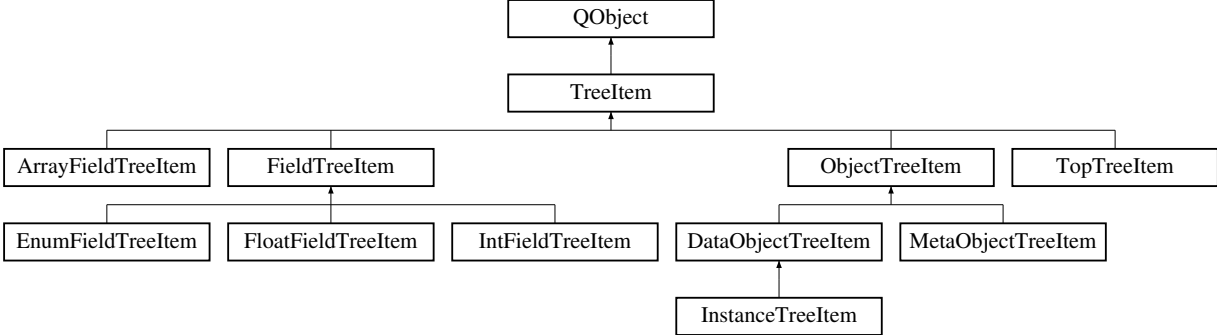 QObject
TreeItem
ArrayFieldTreeItem
FieldTreeItem
ObjectTreeItem
TopTreeItem
EnumFieldTreeItem
FloatFieldTreeItem
IntFieldTreeItem
DataObjectTreeItem
MetaObjectTreeItem
InstanceTreeItem